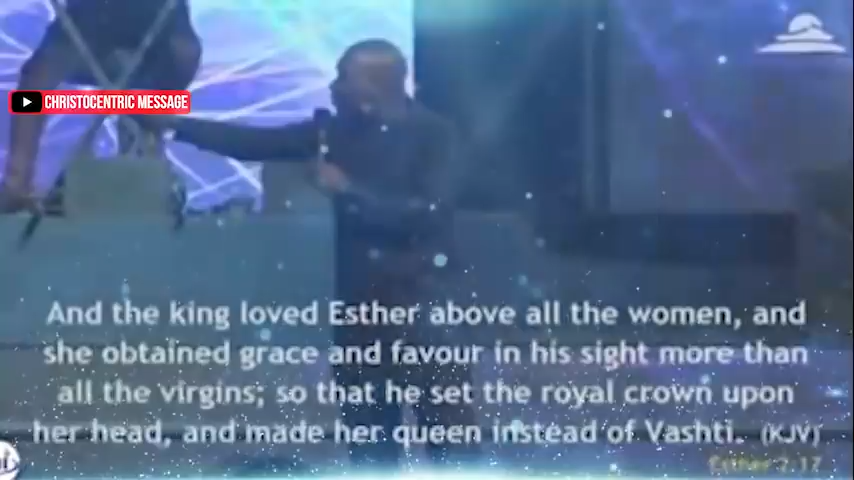 CHRISTOCENTRIC MESSAGE
And the king loved Esther above all the women, and
she obtained grace and favour in his sight more than
all the virgins; so that he set the royal crown upon
her head, and made her queen instead of Vashti. (KJV)
Esther 2:17